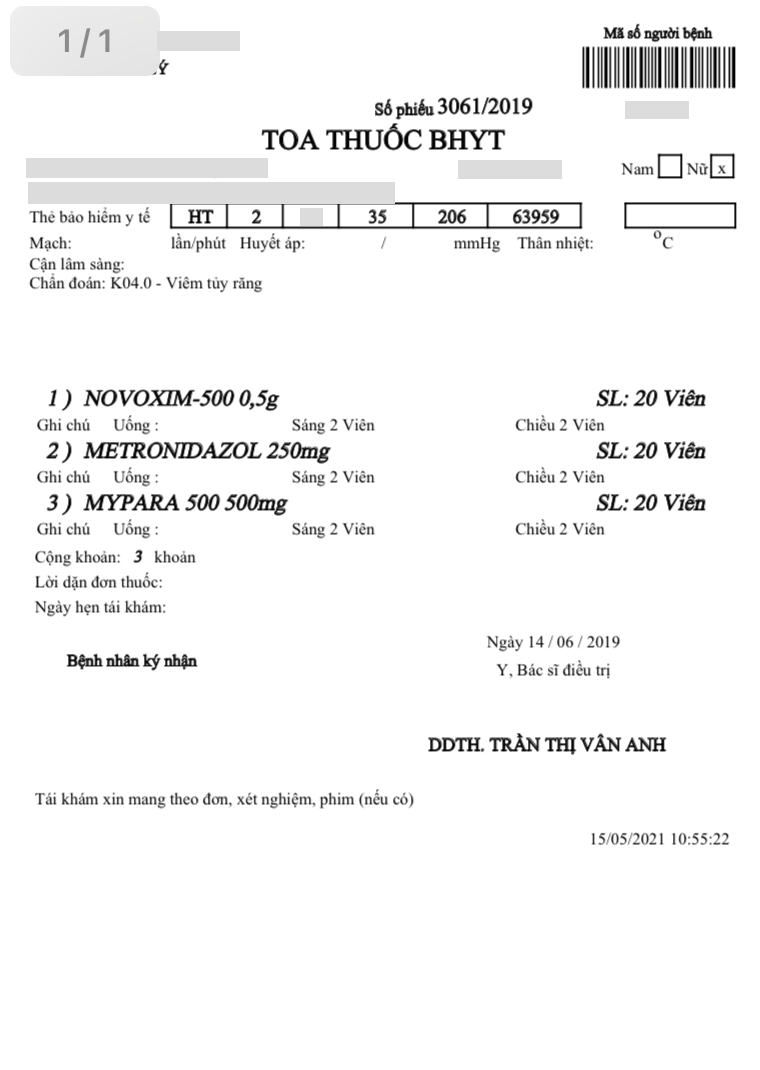 1/1
Mã số người bệnh
Số phiếu 3061/2019
TOA THUỐC BHYT
Nam Nữ x
Thẻ bảo hiểm y tế HT 2 35 206 63959
Mạch: lần/phút Huyết áp: / mmHg Thân nhiệt: °C
Cận lâm sàng:
Chẩn đoán: K04.0 - Viêm tủy răng
1 ) NOVOXIM-500 0,5g SL: 20 Viên
Ghi chú Uống : Sáng 2 Viên Chiều 2 Viên
2 ) METRONIDAZOL 250mg SL: 20 Viên
Ghi chú Uống : Sáng 2 Viên Chiều 2 Viên
3 ) MYPARA 500 500mg SL: 20 Viên
Ghi chú Uống : Sáng 2 Viên Chiều 2 Viên
Cộng khoản: 3 khoản
Lời dặn đơn thuốc:
Ngày hẹn tái khám:
Ngày 14 / 06 / 2019
Bệnh nhân ký nhận
Y, Bác sĩ điều trị
DDTH. TRẦN THỊ VÂN ANH
Tái khám xin mang theo đơn, xét nghiệm, phim (nếu có)
15/05/2021 10:55:22